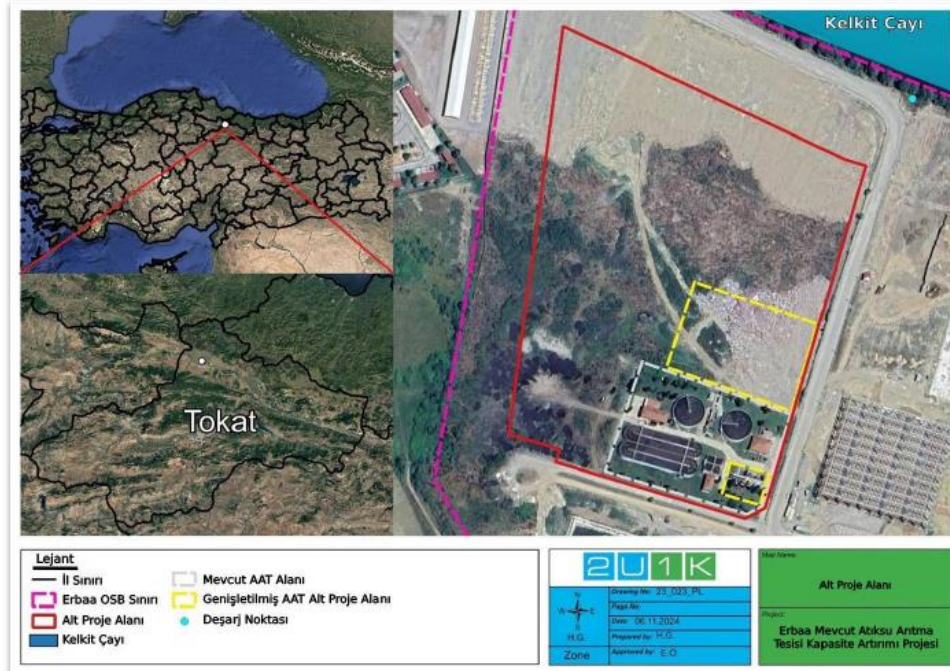 Kelkit Çayı
Tokat
Lejant
İl Sınırı
Erbaa OSB Sınırı
Alt Proje Alanı
Kelkit Çayı
Mevcut AAT Alanı
Genişletilmiş AAT Alt Proje Alanı
Deşarj Noktası
2U1K
N
W E
S
H.G.
Zone
Drawing No: 23_023_PL
Page No:
Date: 06.11.2024
Prepared by: H.G.
Approved by: E.O
Map Name:
Alt Proje Alanı
Project:
Erbaa Mevcut Atıksu Arıtma
Tesisi Kapasite Artırımı Projesi